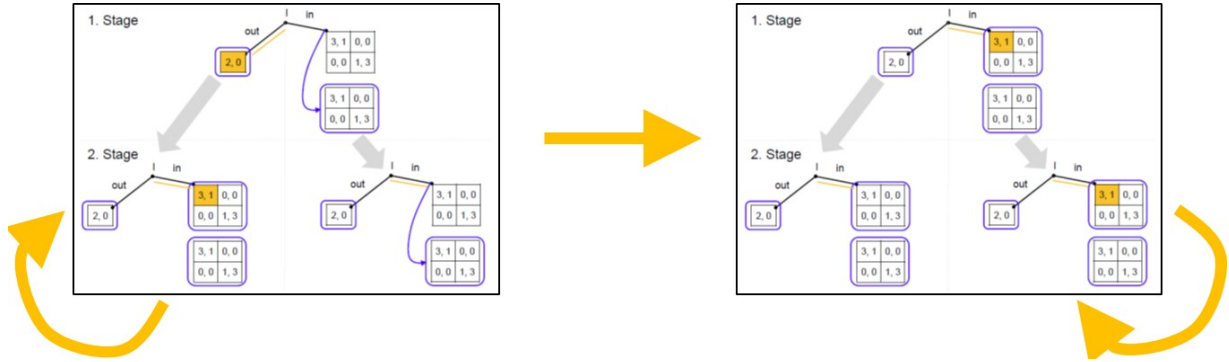 1. Stage
I
in
out
3, 1 0, 0
2, 0
0, 0 1, 3
3, 1 0, 0
0, 0 1, 3
2. Stage
I
in
out
3, 1 0, 0
2, 0
0, 0 1, 3
3, 1 0, 0
0, 0 1, 3
I
in
out
3, 1 0, 0
2, 0
0, 0 1, 3
3, 1 0, 0
0, 0 1, 3
1. Stage
I
in
out
3, 1 0, 0
2, 0
0, 0 1, 3
3, 1 0, 0
0, 0 1, 3
2. Stage
I
in
out
3, 1 0, 0
2, 0
0, 0 1, 3
3, 1 0, 0
0, 0 1, 3
I
in
out
3, 1 0, 0
2, 0
0, 0 1, 3
3, 1 0, 0
0, 0 1, 3